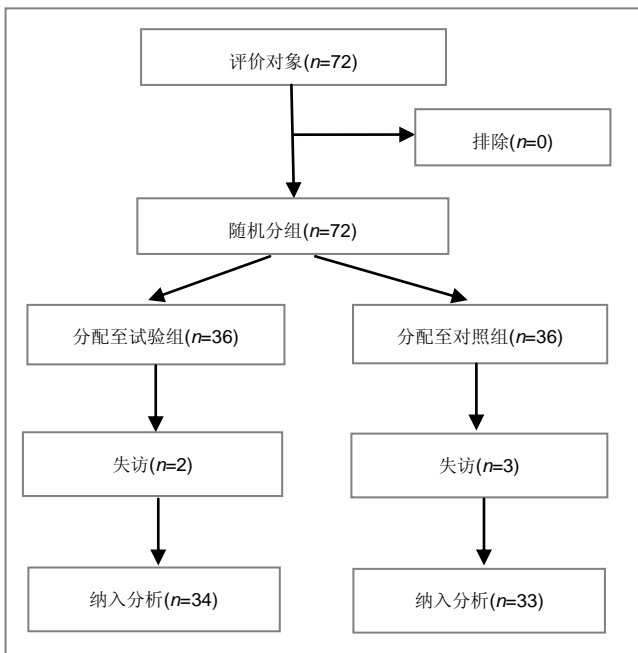 评价对象(n=72)
排除(n=0)
随机分组(n=72)
分配至试验组(n=36)
分配至对照组(n=36)
失访(n=2)
失访(n=3)
纳入分析(n=34)
纳入分析(n=33)